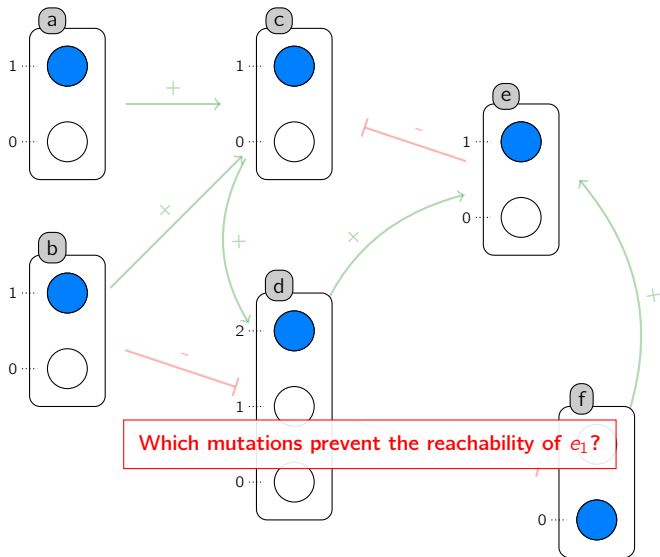 a
c
1
+
1
e
0
0
-
1
×
b
0
+
×
1
d
-
2
+
0
f
1
Which mutations prevent the reachability of e₁?
0
0